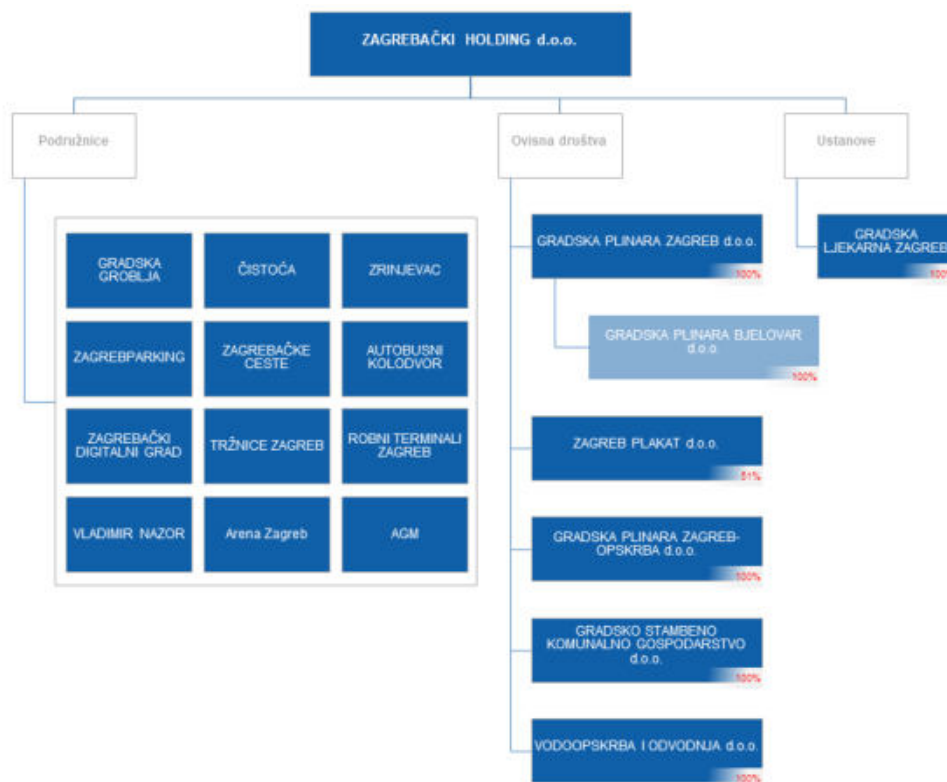 ZAGREBAČKI HOLDING d.o.o.
Podružnice
Ovisna društva
Ustanove
GRADSKA
GROBLJA
ČISTOĆA
ZRINJEVAC
ZAGREBPARKING
ZAGREBAČKE
CESTE
AUTOBUSNI
KOLODVOR
ZAGREBAČKI
DIGITALNI GRAD
TRŽNICE ZAGREB
ROBNI TERMINALI
ZAGREB
VLADIMIR NAZOR
Arena Zagreb
AGM
GRADSKA PLINARA ZAGREB d.o.o.
100%
GRADSKA PLINARA BJELOVAR
d.o.o.
100%
ZAGREB PLAKAT d.o.o.
51%
GRADSKA PLINARA ZAGREB-
OPSKRBA d.o.o.
100%
GRADSKO STAMBENO
KOMUNALNO GOSPODARSTVO
d.o.o.
100%
VODOOPSKRBA I ODVODNJA d.o.o.
100%
GRADSKA
LJEKARNA ZAGREB
100%